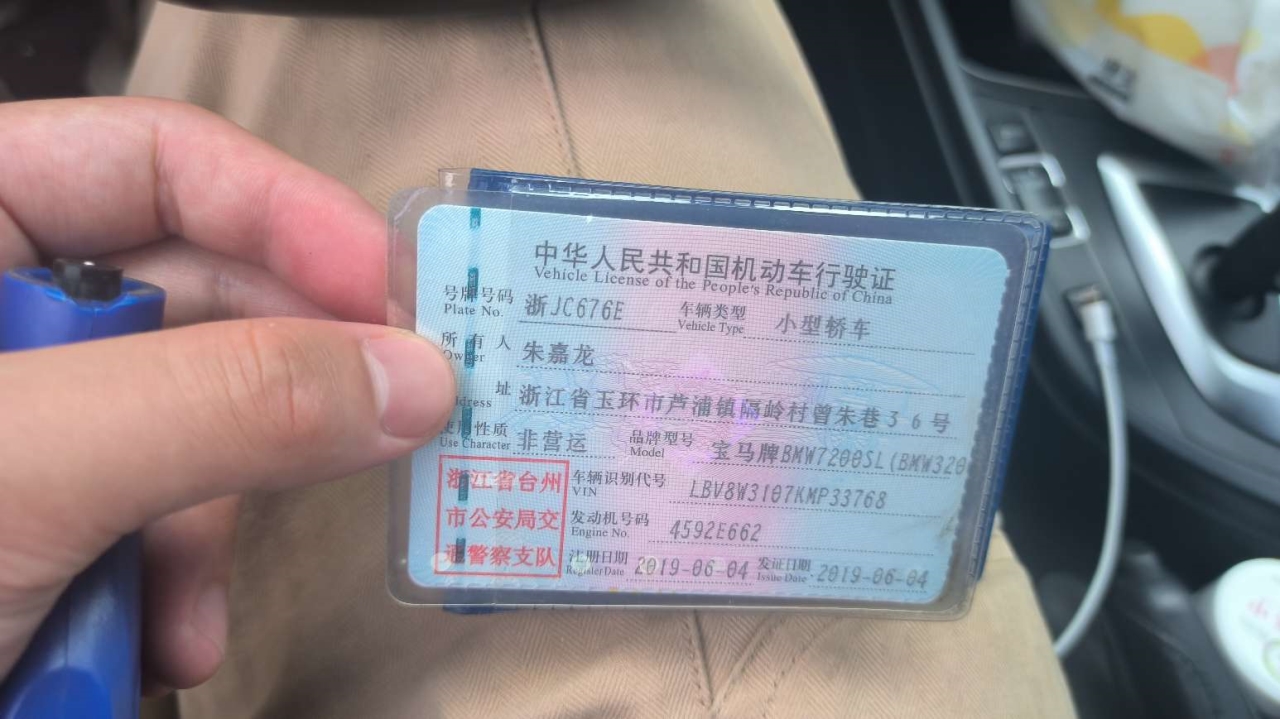 中华人民共和国机动车行驶证
Vehicle License of the People's Republic of China
号牌号码 浙JC676E 车辆类型 小型轿车
Plate No. Vehicle Type
所有人 朱嘉龙
Owner
址 浙江省玉环市芦浦镇隔岭村曾朱巷36号
ddress
使用性质 非营运 品牌型号 宝马牌BMW7200SL(BMW320
Use Character Model
浙江省台州 车辆识别代号 LBV8W3107KMP33768
VIN
市公安局交 发动机号码 4592E662
Engine No.
通警察支队 注册日期 2019-06-04 发证日期 2019-06-04
Register Date Issue Date